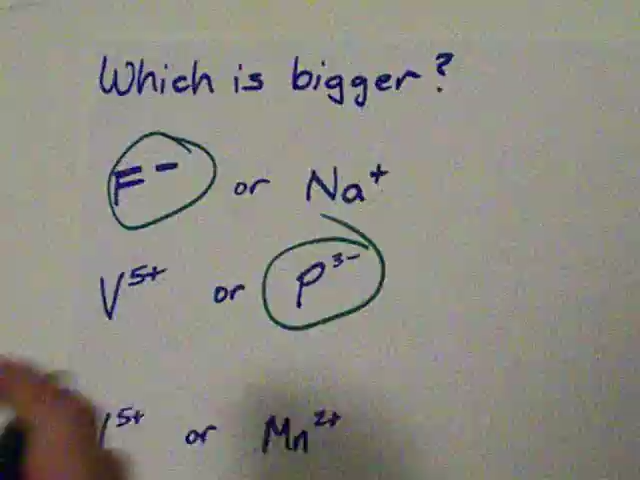 Which is bigger?
F⁻ or Na⁺
V⁵⁺ or P³⁻
⁵⁺ or Mn²⁺